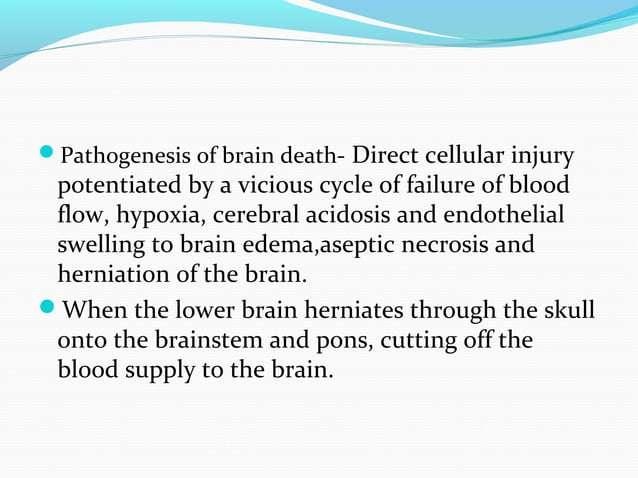 Pathogenesis of brain death- Direct cellular injury
potentiated by a vicious cycle of failure of blood
flow, hypoxia, cerebral acidosis and endothelial
swelling to brain edema,aseptic necrosis and
herniation of the brain.
When the lower brain herniates through the skull
onto the brainstem and pons, cutting off the
blood supply to the brain.